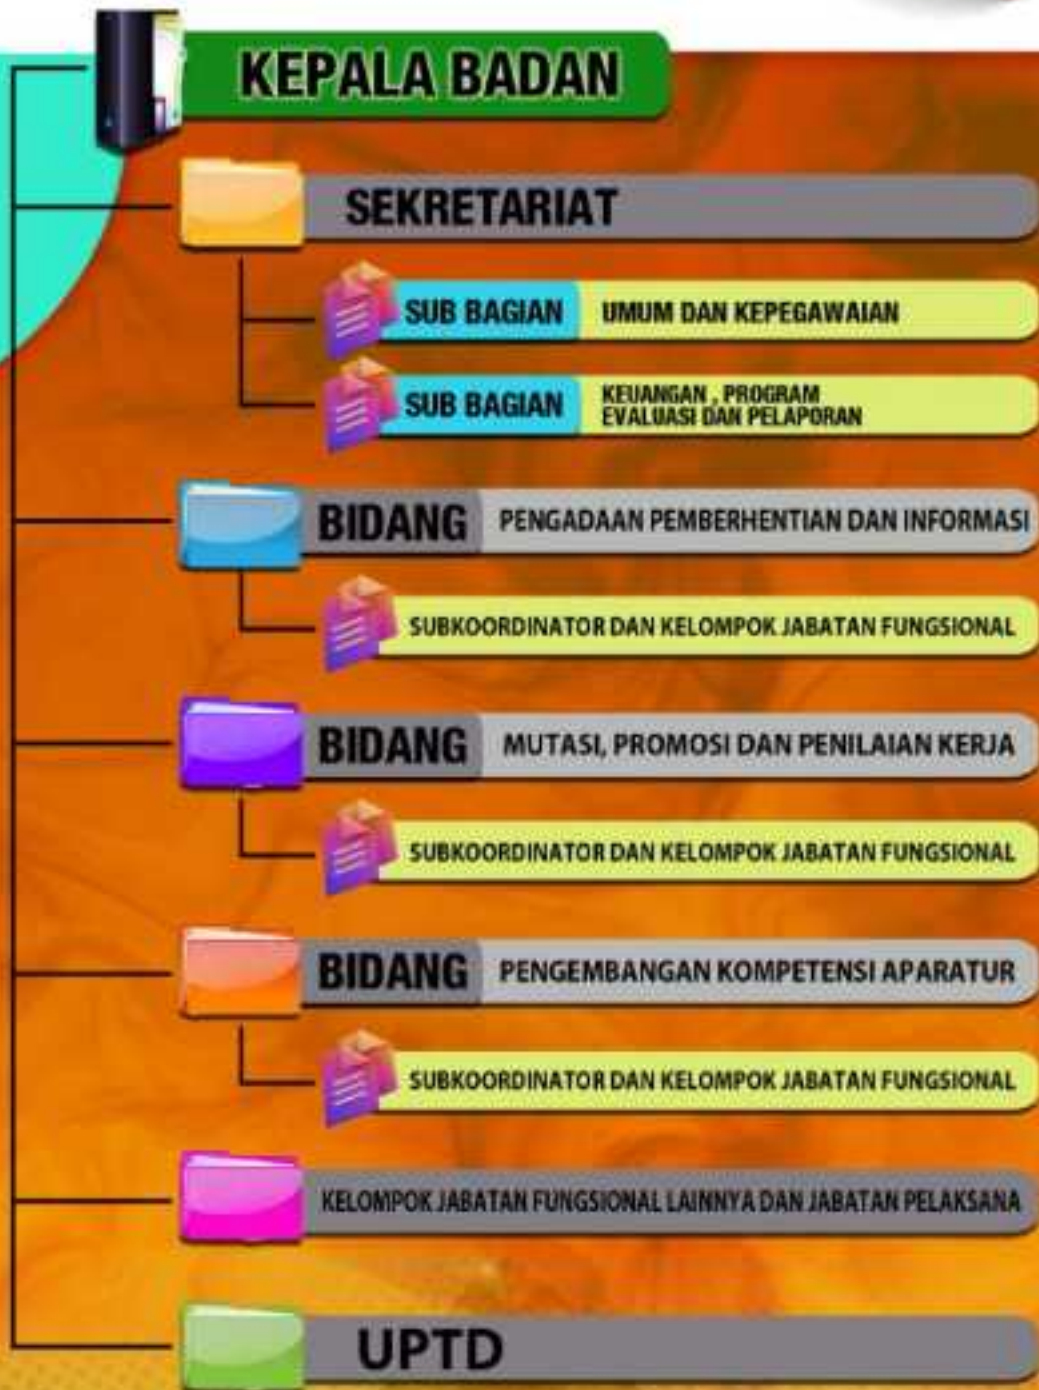 KEPALA BADAN
SEKRETARIAT
SUB BAGIAN UMUM DAN KEPEGAWAIAN
SUB BAGIAN KEUANGAN , PROGRAM
EVALUASI DAN PELAPORAN
BIDANG PENGADAAN PEMBERHENTIAN DAN INFORMASI
SUBKOORDINATOR DAN KELOMPOK JABATAN FUNGSIONAL
BIDANG MUTASI, PROMOSI DAN PENILAIAN KERJA
SUBKOORDINATOR DAN KELOMPOK JABATAN FUNGSIONAL
BIDANG PENGEMBANGAN KOMPETENSI APARATUR
SUBKOORDINATOR DAN KELOMPOK JABATAN FUNGSIONAL
KELOMPOK JABATAN FUNGSIONAL LAINNYA DAN JABATAN PELAKSANA
UPTD